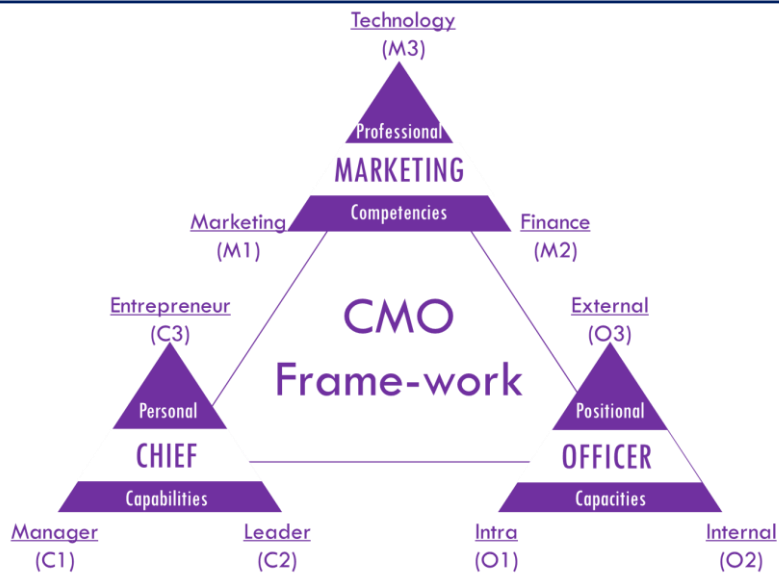 Technology
(M3)
Professional
MARKETING
Competencies
Marketing
(M1)
Finance
(M2)
CMO
Frame-work
Entrepreneur
(C3)
Personal
CHIEF
Capabilities
Manager
(C1)
Leader
(C2)
External
(O3)
Positional
OFFICER
Capacities
Intra
(O1)
Internal
(O2)